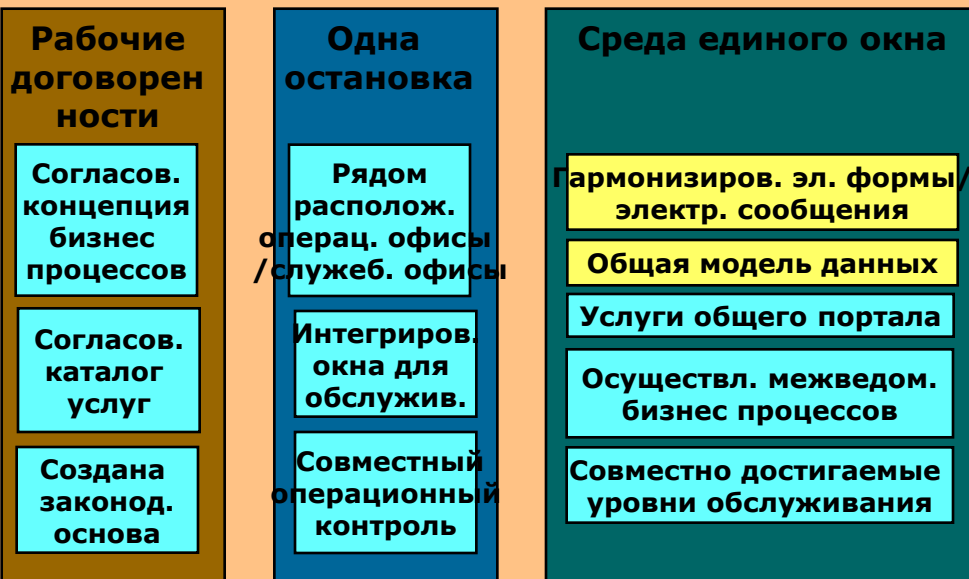 Рабочие
договорен
ности
Согласов.
концепция
бизнес
процессов
Согласов.
каталог
услуг
Создана
законод.
основа
Одна
остановка
Рядом
располож.
операц. офисы
/служеб. офисы
Интегриров.
окна для
обслужив.
Совместный
операционный
контроль
Среда единого окна
Гармонизиров. эл. формы/
электр. сообщения
Общая модель данных
Услуги общего портала
Осуществл. межведом.
бизнес процессов
Совместно достигаемые
уровни обслуживания